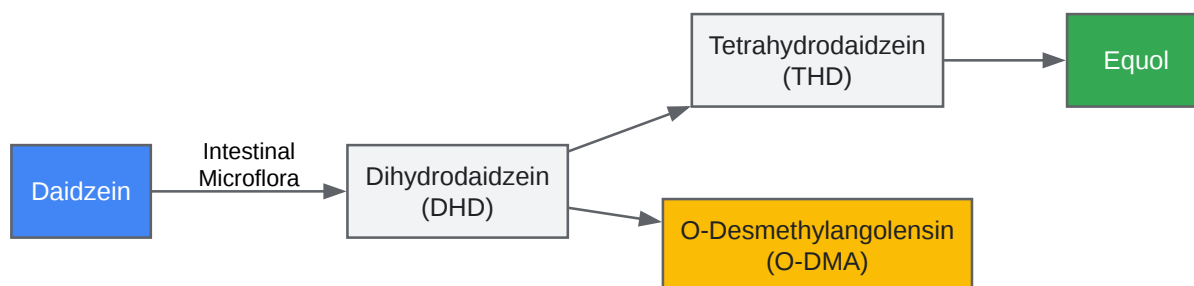 Tetrahydrodaidzein
(THD)
Equol
Intestinal
Microflora
Daidzein
Dihydrodaidzein
(DHD)
O-Desmethylangolensin
(O-DMA)